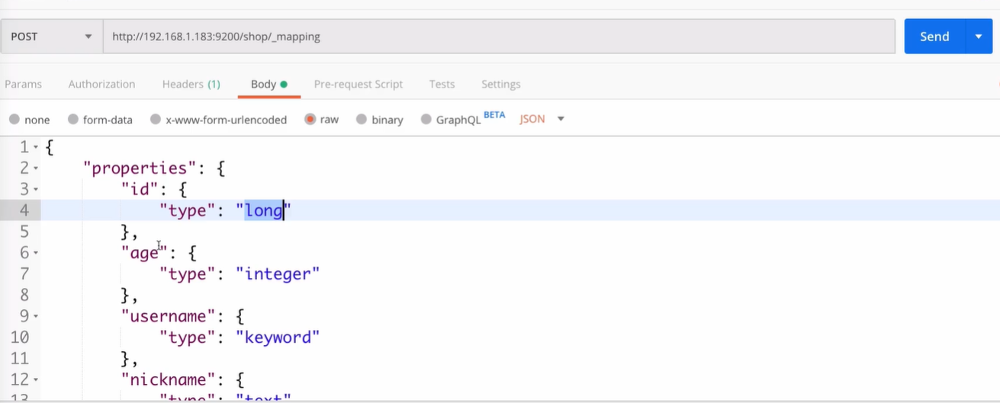 POST http://192.168.1.183:9200/shop/_mapping Send
Params Authorization Headers (1) Body Pre-request Script Tests Settings
none form-data x-www-form-urlencoded raw binary GraphQL BETA JSON
1 {
2 "properties": {
3 "id": {
4 "type": "long"
5 },
6 "age": {
7 "type": "integer"
8 },
9 "username": {
10 "type": "keyword"
11 },
12 "nickname": {
13 "type": "text"